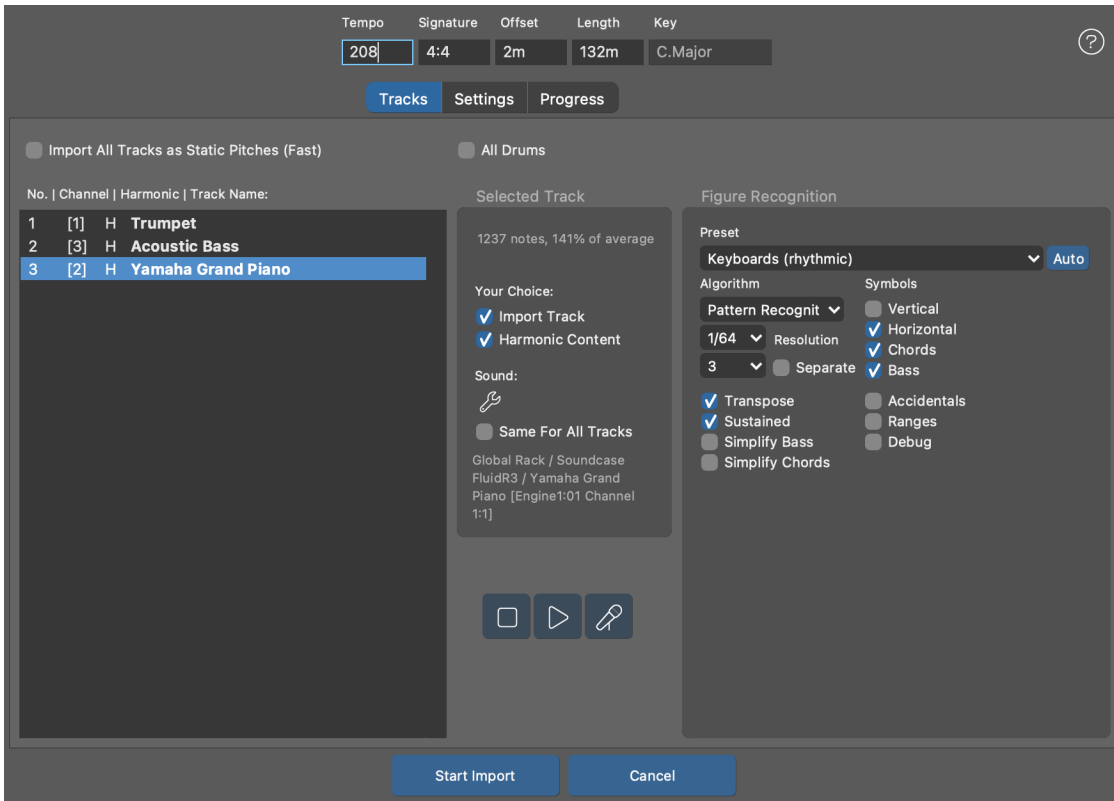 Tempo Signature Offset Length Key
208 4:4 2m 132m C.Major
?
Tracks Settings Progress
Import All Tracks as Static Pitches (Fast)
All Drums
No. | Channel | Harmonic | Track Name:
1 [1] H Trumpet
2 [3] H Acoustic Bass
3 [2] H Yamaha Grand Piano
Selected Track
1237 notes, 141% of average
Your Choice:
Import Track
Harmonic Content
Sound:
Same For All Tracks
Global Rack / Soundcase
FluidR3 / Yamaha Grand
Piano [Engine1:01 Channel
1:1]
Figure Recognition
Preset
Keyboards (rhythmic) Auto
Algorithm
Pattern Recognit
1/64 Resolution
3 Separate
Symbols
Vertical
Horizontal
Chords
Bass
Transpose
Sustained
Simplify Bass
Simplify Chords
Accidentals
Ranges
Debug
Start Import Cancel